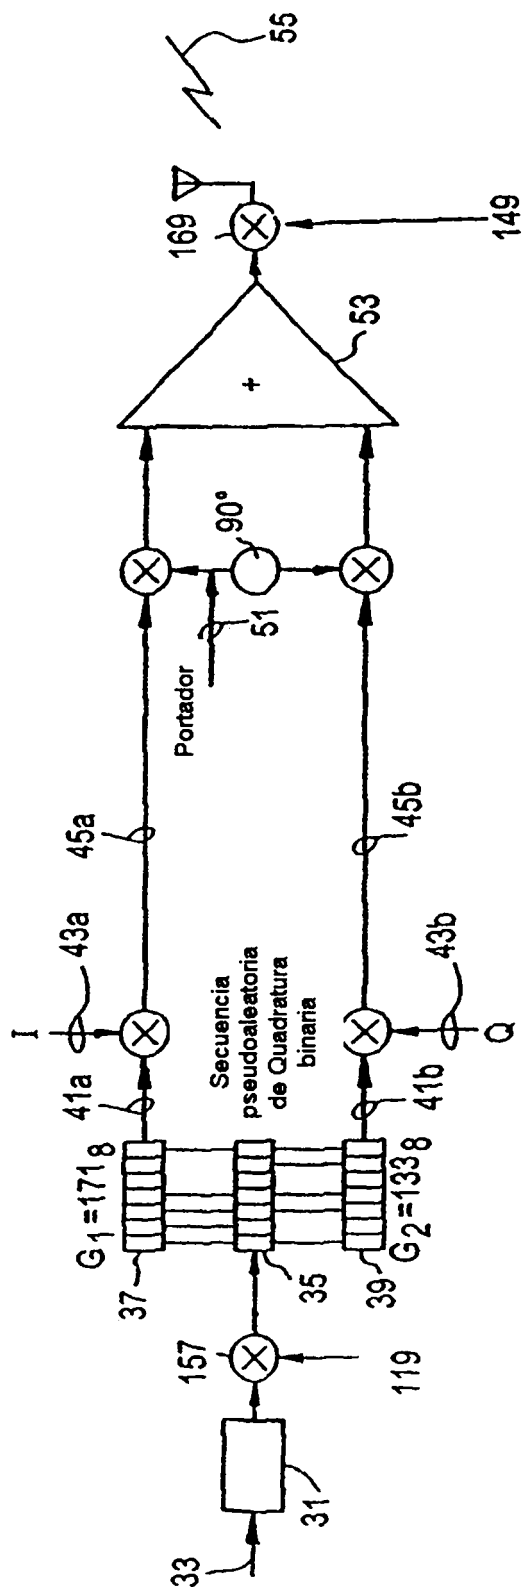 33
31
157
119
G₁=171₈
37
35
39
G₂=133₈
41a
41b
I
43a
Secuencia
pseudoaleatoria
de Quadratura
binaria
43b
Q
45a
45b
Portador
51
90°
+
53
169
149
55